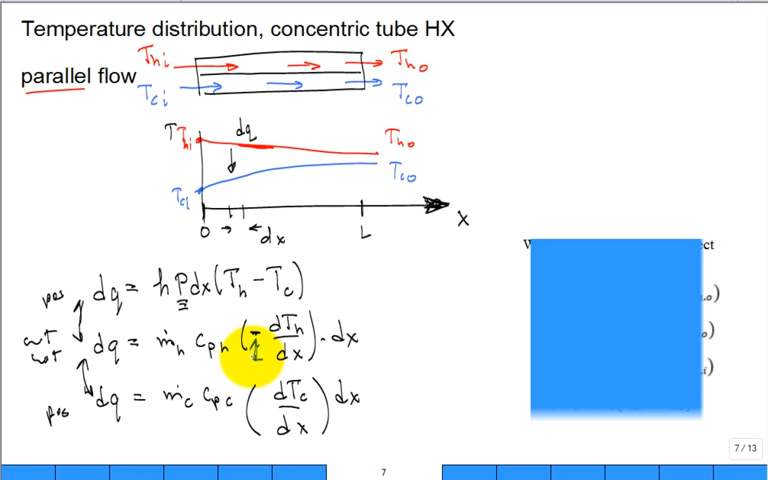 Temperature distribution, concentric tube HX
parallel flow
Thi
Tho
Tci
Tco
T
Thi
dq
Tho
Tco
Tci
0
dx
L
x
pos dq = h P dx (Th - Tc)
dq = ṁh cph (- dTh/dx) · dx
pos dq = ṁc cpc (dTc/dx) dx
ct
,o)
o)
i)
7 / 13
7